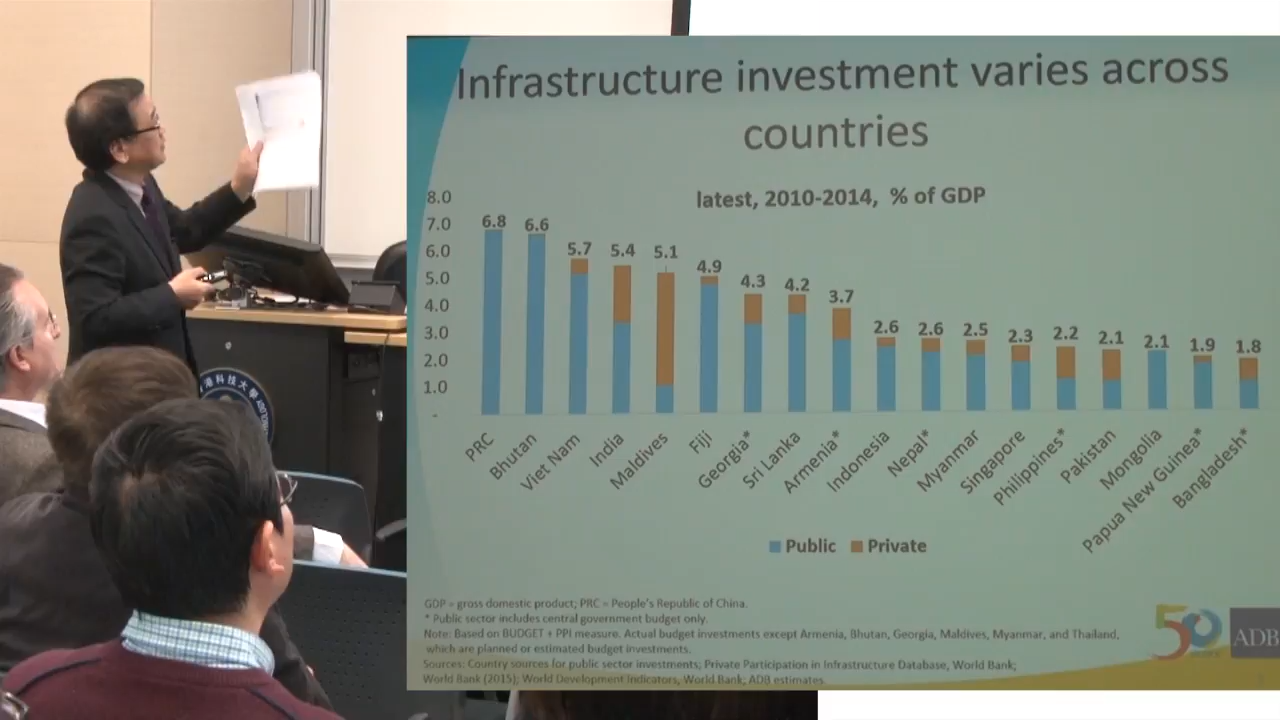 Infrastructure investment varies across
countries
latest, 2010-2014, % of GDP
8.0
7.0
6.0
5.0
4.0
3.0
2.0
1.0
-
6.8
6.6
5.7
5.4
5.1
4.9
4.3
4.2
3.7
2.6
2.6
2.5
2.3
2.2
2.1
2.1
1.9
1.8
PRC
Bhutan
Viet Nam
India
Maldives
Fiji
Georgia*
Sri Lanka
Armenia*
Indonesia
Nepal*
Myanmar
Singapore
Philippines*
Pakistan
Mongolia
Papua New Guinea*
Bangladesh*
Public
Private
GDP = gross domestic product; PRC = People's Republic of China.
* Public sector includes central government budget only.
Note: Based on BUDGET + PPI measure. Actual budget investments except Armenia, Bhutan, Georgia, Maldives, Myanmar, and Thailand,
which are planned or estimated budget investments.
Sources: Country sources for public sector investments; Private Participation in Infrastructure Database, World Bank;
World Bank (2015); World Development Indicators, World Bank; ADB estimates.
50
ADB
港科技大學